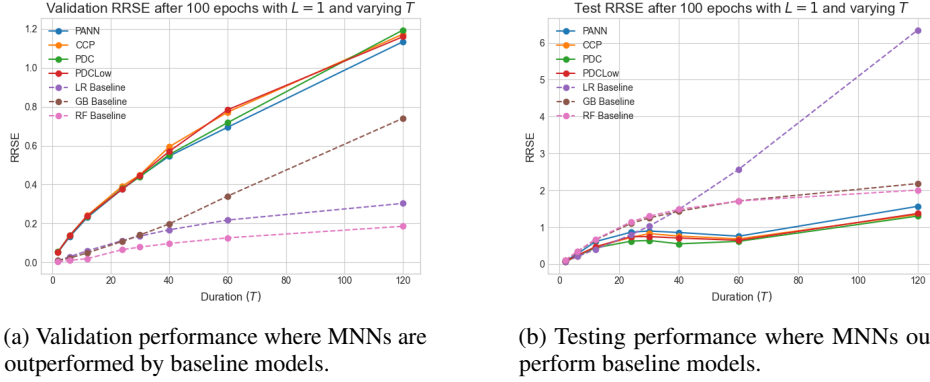 Validation RRSE after 100 epochs with L = 1 and varying T
PANN
CCP
PDC
PDCLow
LR Baseline
GB Baseline
RF Baseline
RRSE
1.2
1.0
0.8
0.6
0.4
0.2
0.0
0 20 40 60 80 100 120
Duration (T)
Test RRSE after 100 epochs with L = 1 and varying T
PANN
CCP
PDC
PDCLow
LR Baseline
GB Baseline
RF Baseline
RRSE
6
5
4
3
2
1
0
0 20 40 60 80 100 120
Duration (T)
(a) Validation performance where MNNs are
outperformed by baseline models.
(b) Testing performance where MNNs ou
perform baseline models.